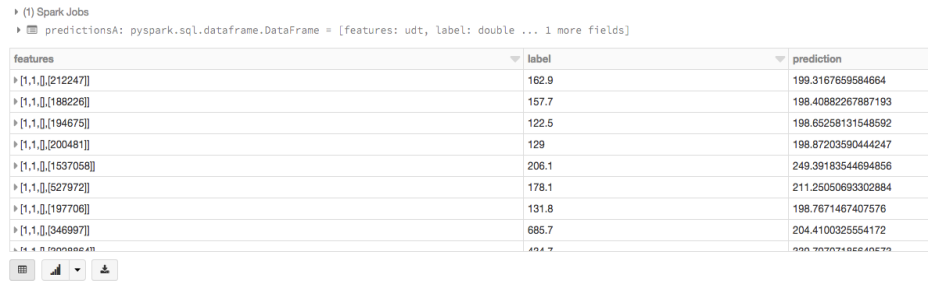 (1) Spark Jobs
predictionsA: pyspark.sql.dataframe.DataFrame = [features: udt, label: double ... 1 more fields]
features label prediction
[1,1,[],[212247]] 162.9 199.3167659584664
[1,1,[],[188226]] 157.7 198.40882267887193
[1,1,[],[194675]] 122.5 198.65258131548592
[1,1,[],[200481]] 129 198.87203590444247
[1,1,[],[1537058]] 206.1 249.39183544694856
[1,1,[],[527972]] 178.1 211.25050693302884
[1,1,[],[197706]] 131.8 198.7671467407576
[1,1,[],[346997]] 685.7 204.4100325554172